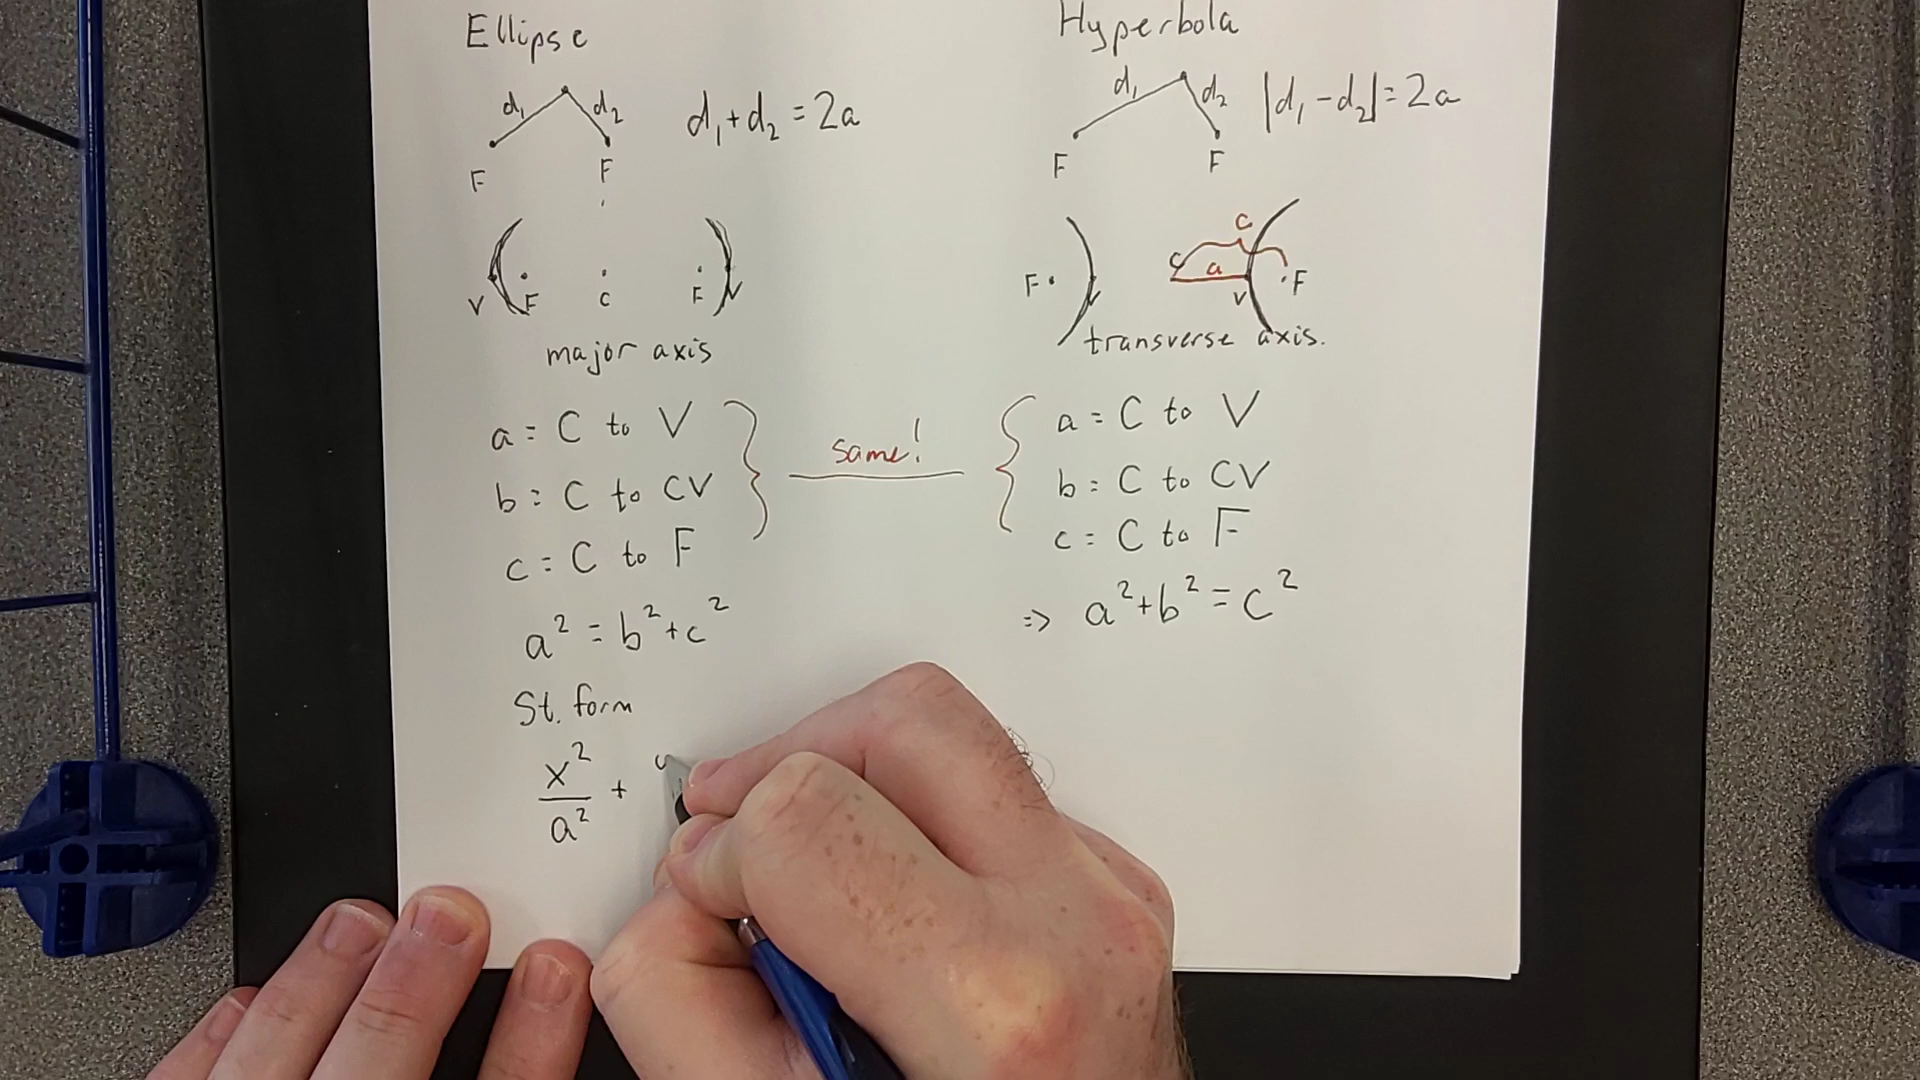 Ellipse
d₁ d₂ d₁+d₂ = 2a
F F
V F C F V
major axis
a = C to V
b = C to CV
c = C to F
a² = b²+c²
St. form
x²/a² +
same!
Hyperbola
d₁ d₂ |d₁-d₂| = 2a
F F
c
F V C a V F
transverse axis.
a = C to V
b = C to CV
c = C to F
=> a²+b² = c²